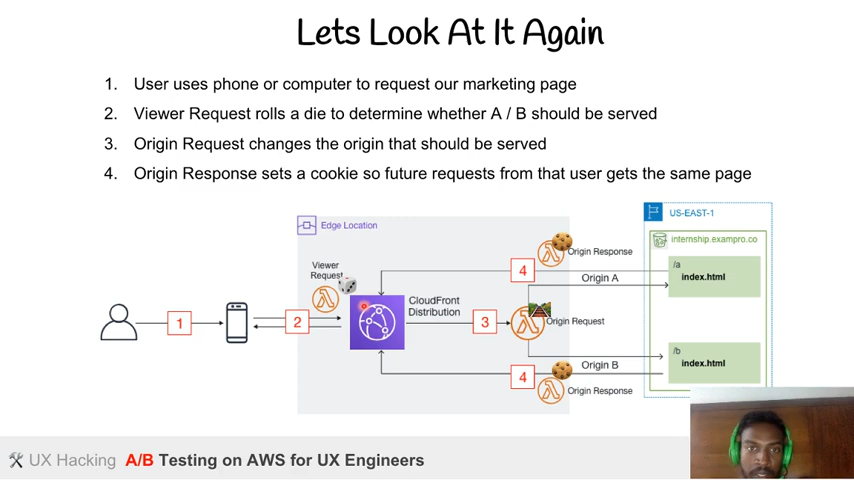 Lets Look At It Again
1. User uses phone or computer to request our marketing page
2. Viewer Request rolls a die to determine whether A / B should be served
3. Origin Request changes the origin that should be served
4. Origin Response sets a cookie so future requests from that user gets the same page
US-EAST-1
Edge Location
internship.exampro.co
Origin Response
Viewer
Request
/a
4
Origin A
index.html
CloudFront
Distribution
1
2
3
Origin Request
/b
Origin B
index.html
4
Origin Response
UX Hacking A/B Testing on AWS for UX Engineers